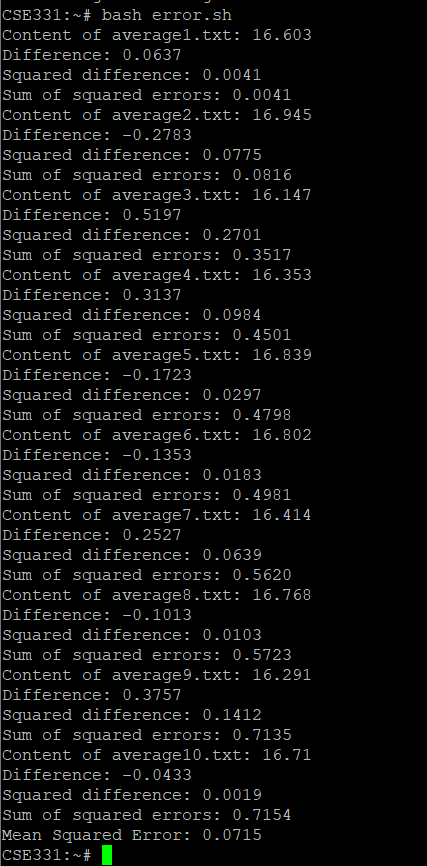 CSE331:~# bash error.sh
Content of average1.txt: 16.603
Difference: 0.0637
Squared difference: 0.0041
Sum of squared errors: 0.0041
Content of average2.txt: 16.945
Difference: -0.2783
Squared difference: 0.0775
Sum of squared errors: 0.0816
Content of average3.txt: 16.147
Difference: 0.5197
Squared difference: 0.2701
Sum of squared errors: 0.3517
Content of average4.txt: 16.353
Difference: 0.3137
Squared difference: 0.0984
Sum of squared errors: 0.4501
Content of average5.txt: 16.839
Difference: -0.1723
Squared difference: 0.0297
Sum of squared errors: 0.4798
Content of average6.txt: 16.802
Difference: -0.1353
Squared difference: 0.0183
Sum of squared errors: 0.4981
Content of average7.txt: 16.414
Difference: 0.2527
Squared difference: 0.0639
Sum of squared errors: 0.5620
Content of average8.txt: 16.768
Difference: -0.1013
Squared difference: 0.0103
Sum of squared errors: 0.5723
Content of average9.txt: 16.291
Difference: 0.3757
Squared difference: 0.1412
Sum of squared errors: 0.7135
Content of average10.txt: 16.71
Difference: -0.0433
Squared difference: 0.0019
Sum of squared errors: 0.7154
Mean Squared Error: 0.0715
CSE331:~#